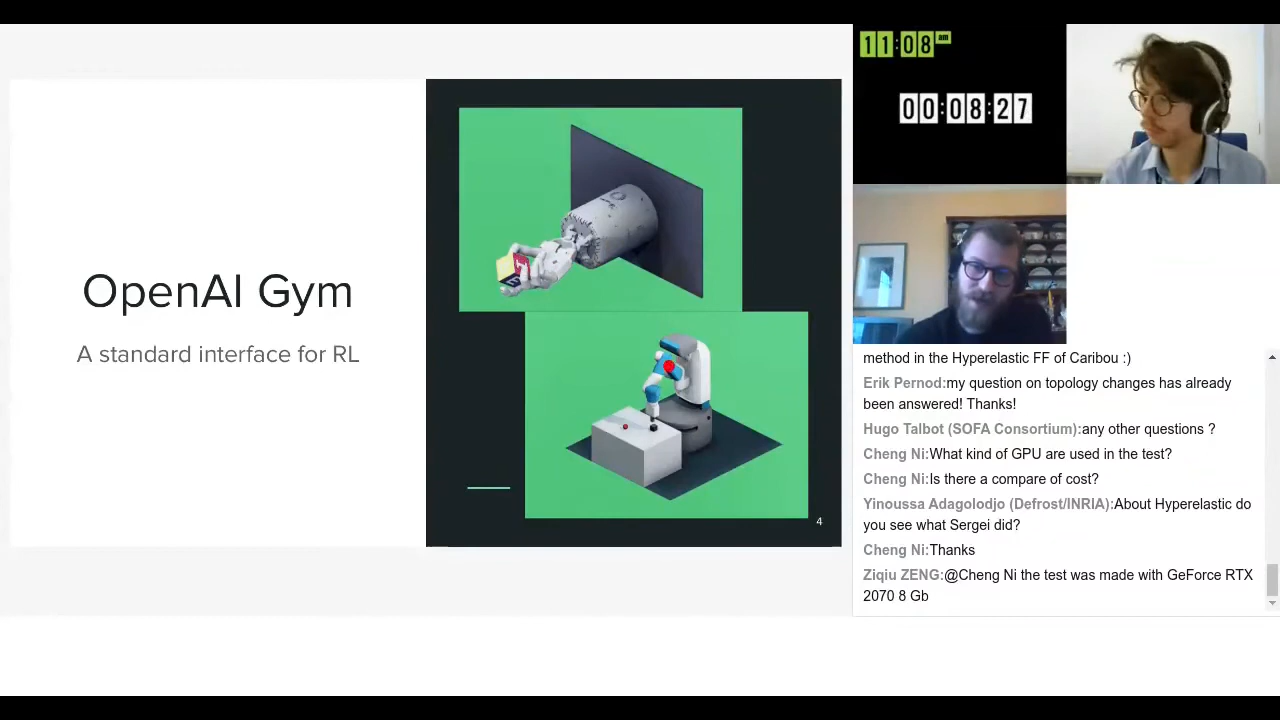 OpenAI Gym
A standard interface for RL
4
11:08 am
00:08:27
method in the Hyperelastic FF of Caribou :)
Erik Pernod:my question on topology changes has already
been answered! Thanks!
Hugo Talbot (SOFA Consortium):any other questions ?
Cheng Ni:What kind of GPU are used in the test?
Cheng Ni:Is there a compare of cost?
Yinoussa Adagolodjo (Defrost/INRIA):About Hyperelastic do
you see what Sergei did?
Cheng Ni:Thanks
Ziqiu ZENG:@Cheng Ni the test was made with GeForce RTX
2070 8 Gb